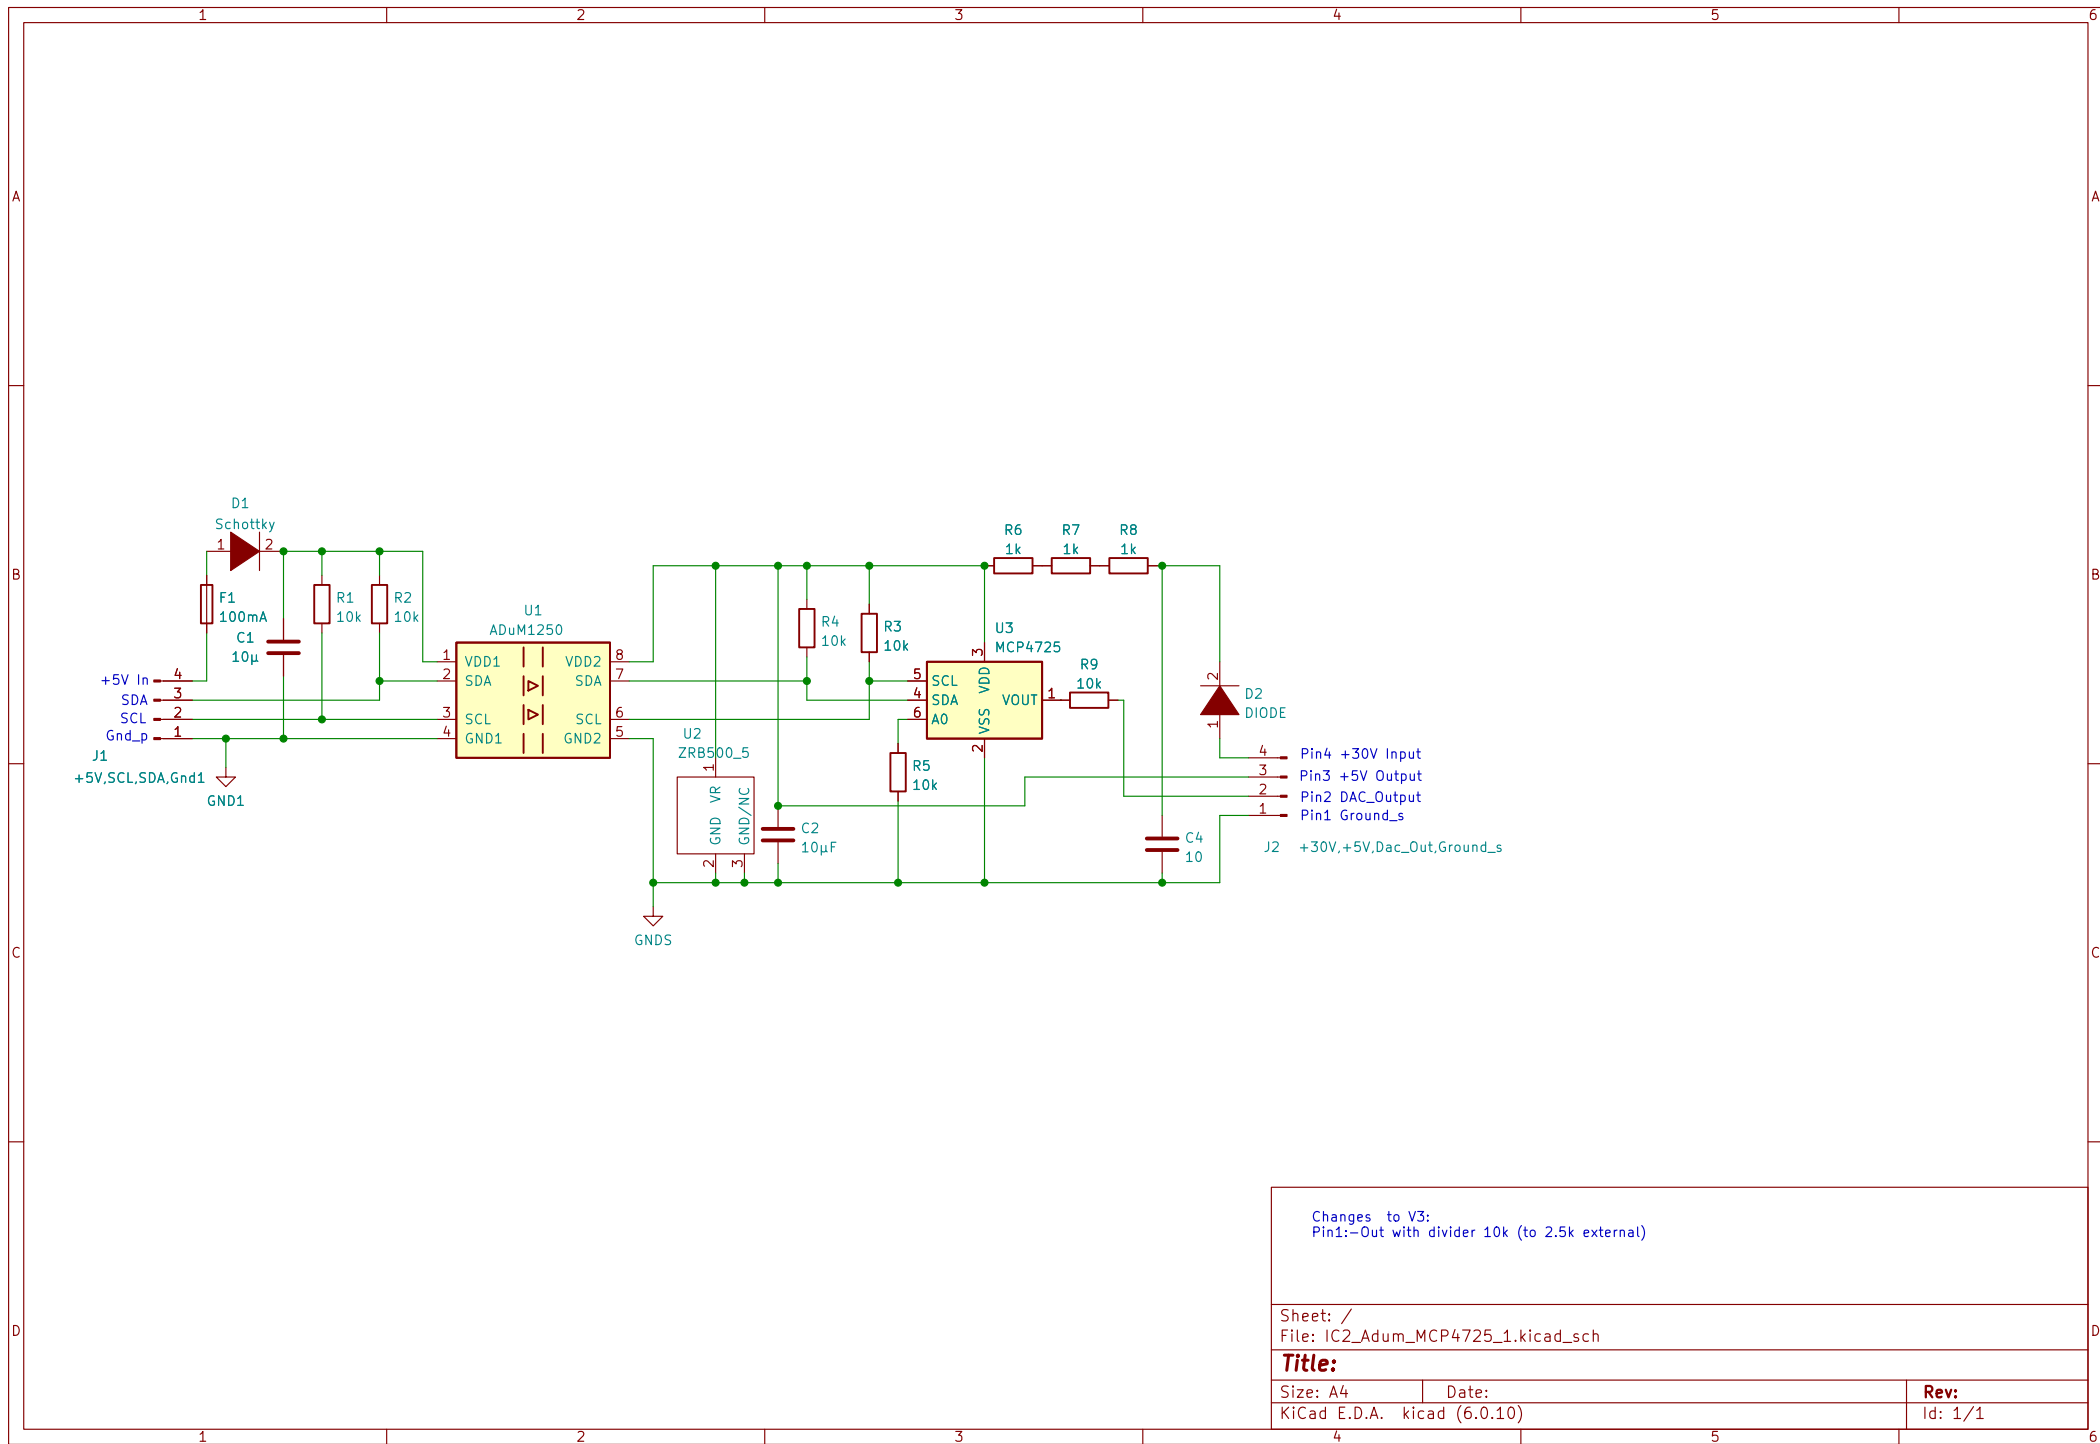 1 2 3 4 5 6
A A
B B
C C
D D
D1
Schottky
1 2
F1
100mA
R1
10k
R2
10k
C1
10µ
+5V In 4
SDA 3
SCL 2
Gnd_p 1
J1
+5V,SCL,SDA,Gnd1
GND1
U1
ADuM1250
1 VDD1 VDD2 8
2 SDA SDA 7
3 SCL SCL 6
4 GND1 GND2 5
U2
ZRB500_5
1
GND VR
GND/NC
2 3
GNDS
C2
10µF
R4
10k
R3
10k
U3
MCP4725
3
VDD
5 SCL
4 SDA
6 A0
VOUT 1
VSS
2
R5
10k
R6
1k
R7
1k
R8
1k
R9
10k
2
D2
DIODE
1
4 Pin4 +30V Input
3 Pin3 +5V Output
2 Pin2 DAC_Output
1 Pin1 Ground_s
J2 +30V,+5V,Dac_Out,Ground_s
C4
10
Changes  to V3:
Pin1:-Out with divider 10k (to 2.5k external)
Sheet: /
File: IC2_Adum_MCP4725_1.kicad_sch
Title:
Size: A4 Date: Rev:
KiCad E.D.A.  kicad (6.0.10) Id: 1/1
1 2 3 4 5 6